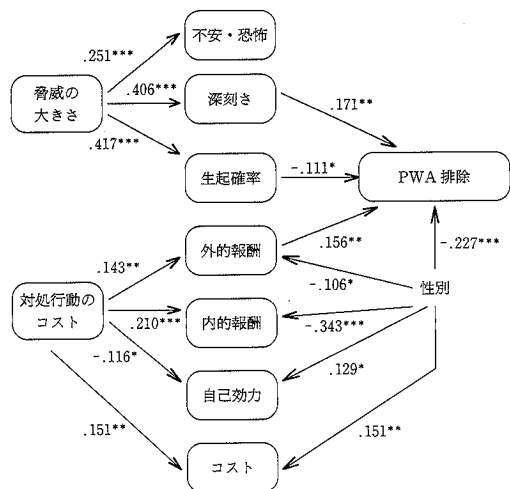 不安・恐怖
.251***
脅威の
大きさ
.406***
深刻さ
.417***
.171**
生起確率
-.111*
PWA 排除
外的報酬
.156**
-.227***
.143**
-.106*
性別
対処行動の
コスト
.210***
内的報酬
-.343***
-.116*
自己効力
.129*
.151**
.151**
コスト